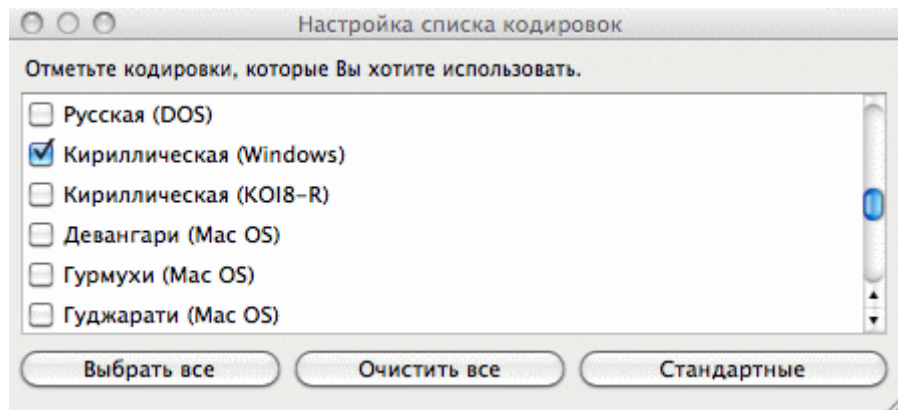 Настройка списка кодировок
Отметьте кодировки, которые Вы хотите использовать.
Русская (DOS)
Кириллическая (Windows)
Кириллическая (KOI8-R)
Девангари (Mac OS)
Гурмухи (Mac OS)
Гуджарати (Mac OS)
Выбрать все Очистить все Стандартные